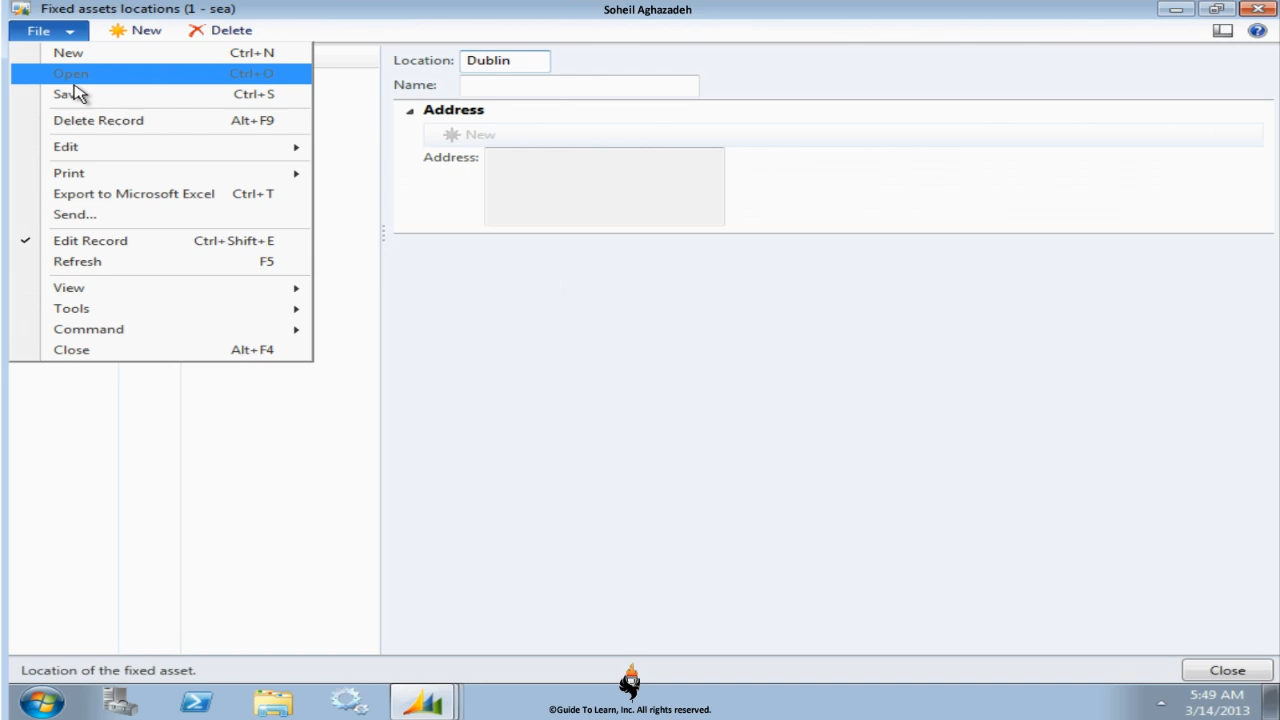 Fixed assets locations (1 - sea)
Soheil Aghazadeh
File New Delete
New Ctrl+N
Open Ctrl+O
Save Ctrl+S
Delete Record Alt+F9
Edit
Print
Export to Microsoft Excel Ctrl+T
Send...
Edit Record Ctrl+Shift+E
Refresh F5
View
Tools
Command
Close Alt+F4
Location: Dublin
Name:
Address
New
Address:
Location of the fixed asset.
Close
©Guide To Learn, Inc. All rights reserved.
5:49 AM
3/14/2013